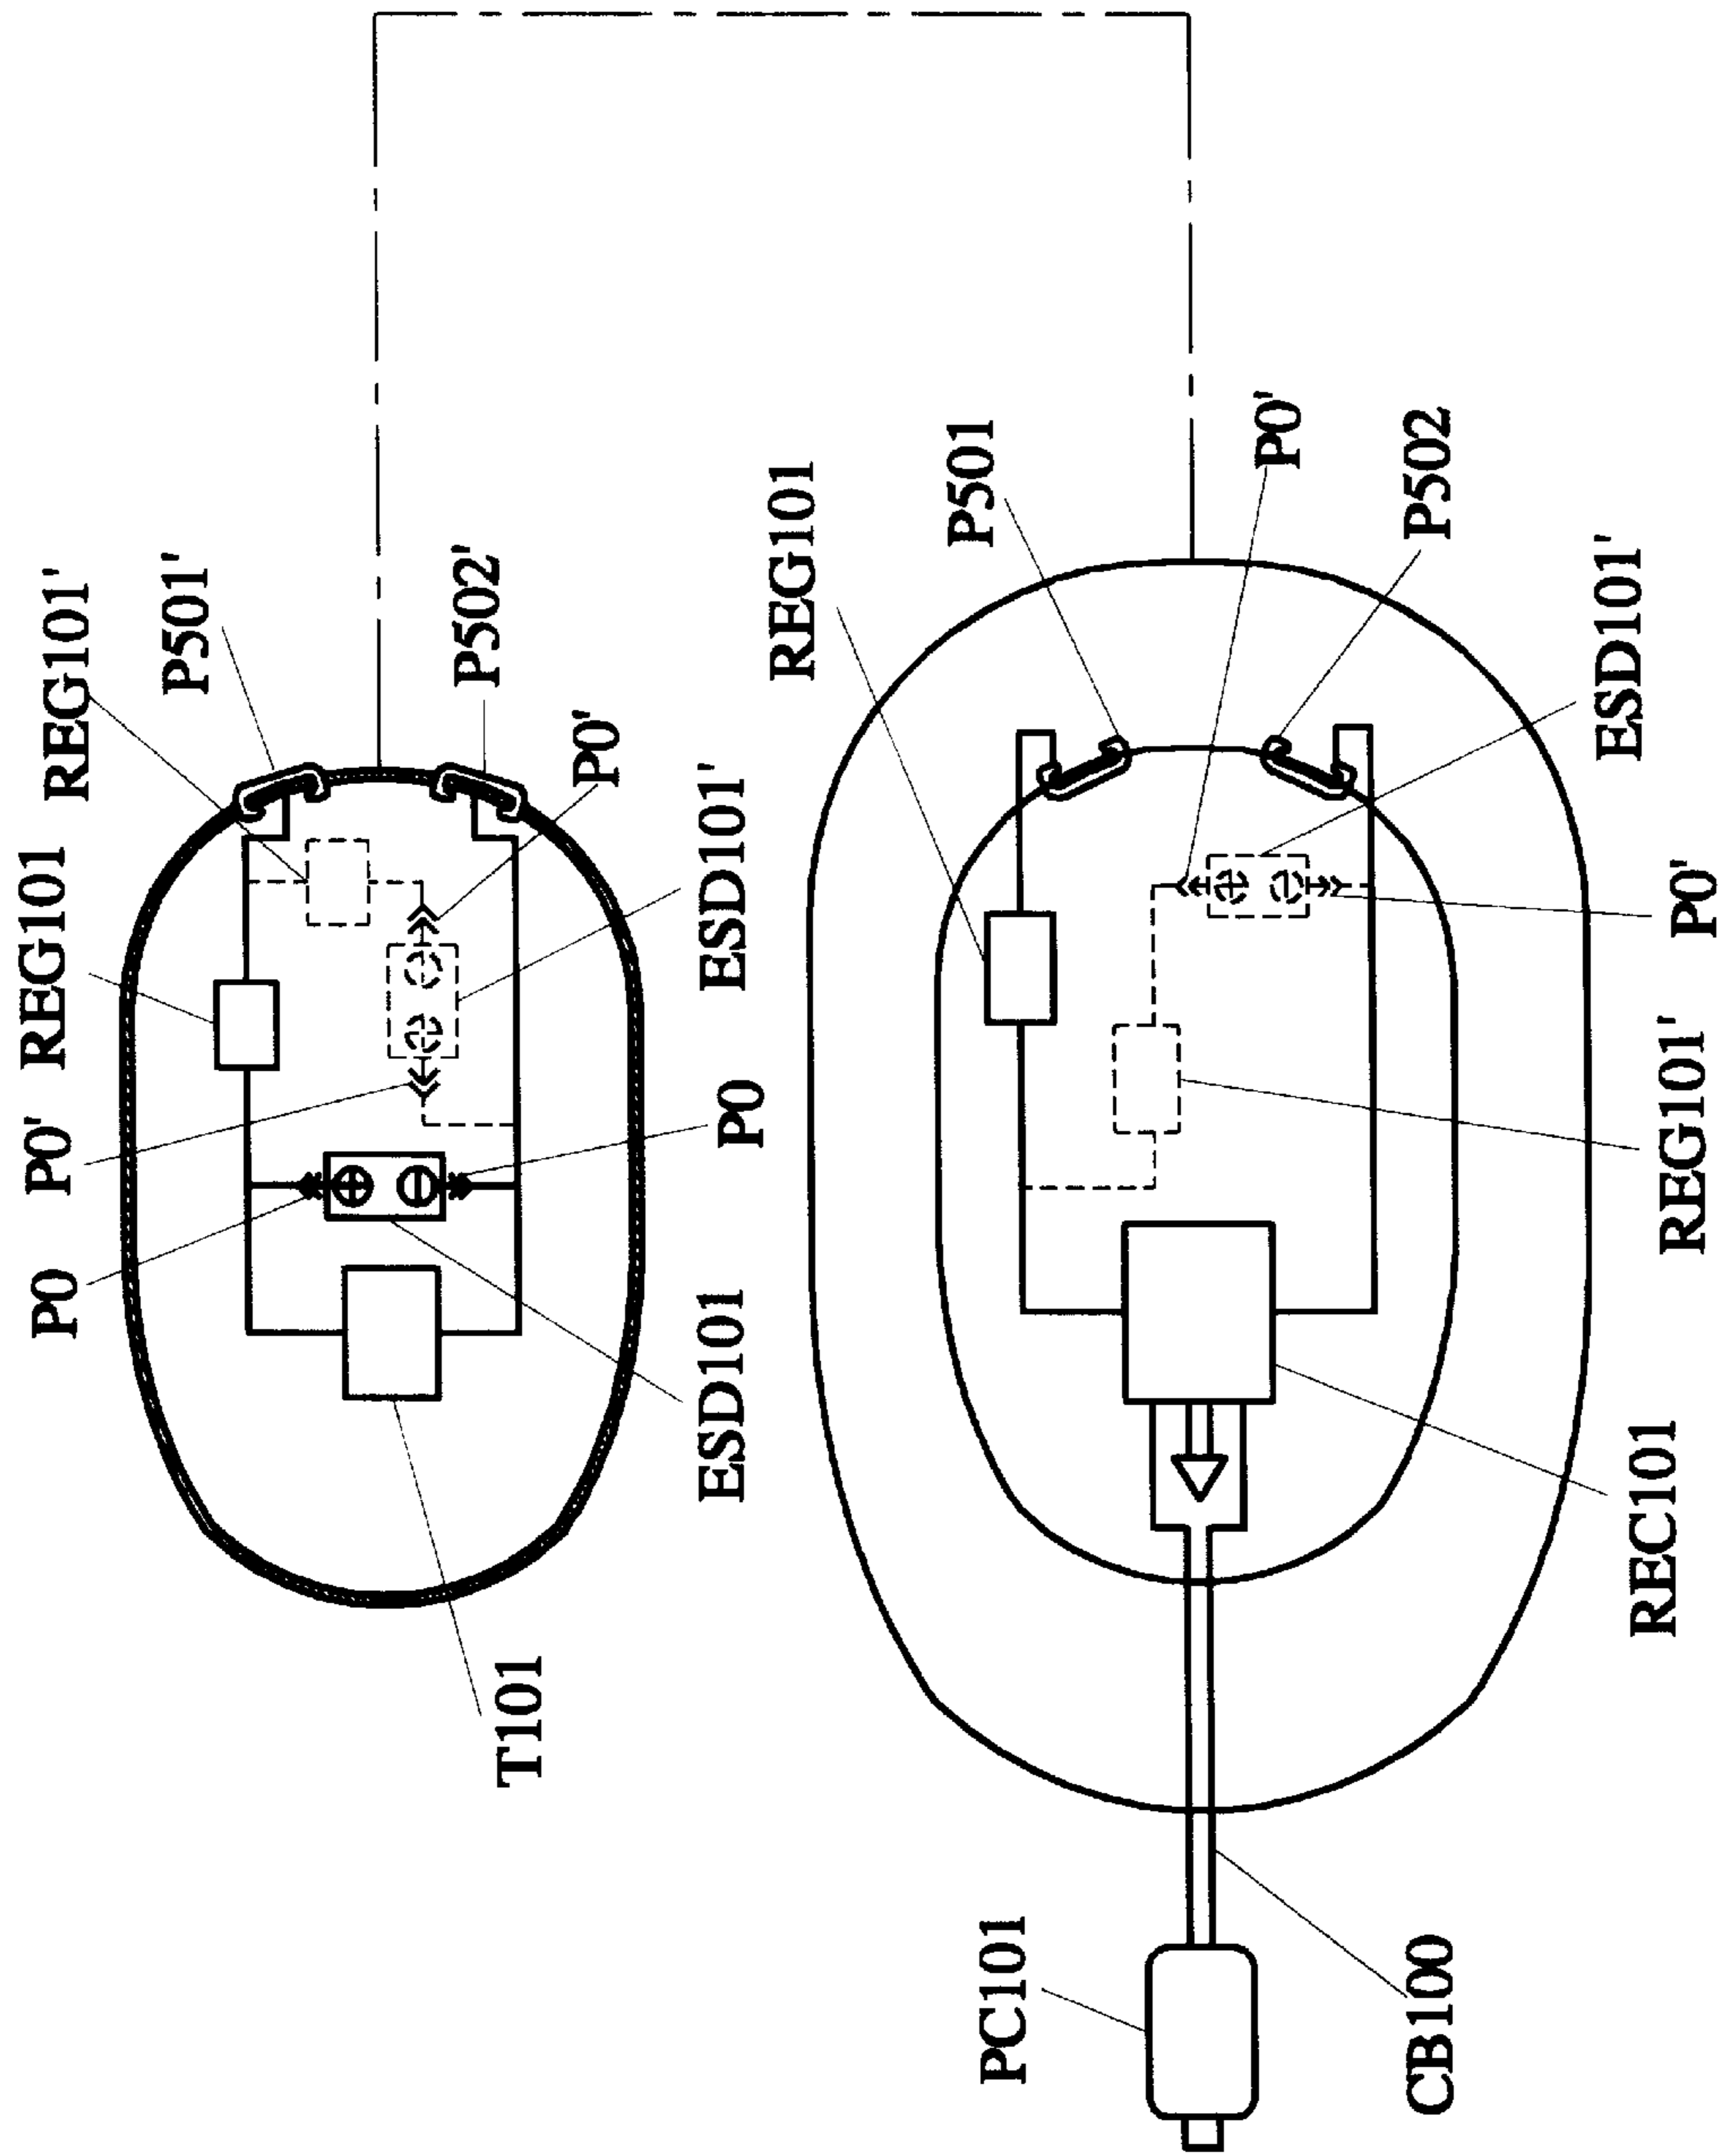 REG101'
P501'
P502'
P0'
REG101
P0'
ESD101'
P0
P0
ESD101
T101
REG101
P501
P0'
P502
ESD101'
P0'
REG101'
REC101
PC101
CB100